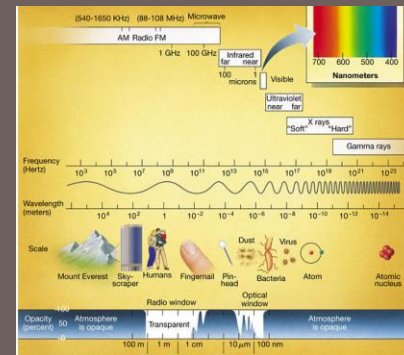 (540-1650 KHz) (88-108 MHz) Microwave
AM Radio FM
1 GHz 100 GHz
Infrared
far near
100 1
microns
Visible
Ultraviolet
near far
X rays
"Soft" "Hard"
Gamma rays
700 600 500 400
Nanometers
Frequency
(Hertz)
10³ 10⁵ 10⁷ 10⁹ 10¹¹ 10¹³ 10¹⁵ 10¹⁷ 10¹⁹ 10²¹ 10²³
Wavelength
(meters)
10⁴ 10² 1 10⁻² 10⁻⁴ 10⁻⁶ 10⁻⁸ 10⁻¹⁰ 10⁻¹² 10⁻¹⁴
Scale
Mount Everest
Sky-
scraper
Humans
Fingernail
Pin-
head
Dust
Bacteria
Virus
Atom
Atomic
nucleus
Radio window
Optical
window
Opacity
(percent)
100
50
0
Atmosphere
is opaque
Transparent
Atmosphere
is opaque
100 m 1 m 1 cm 10 μm 100 nm